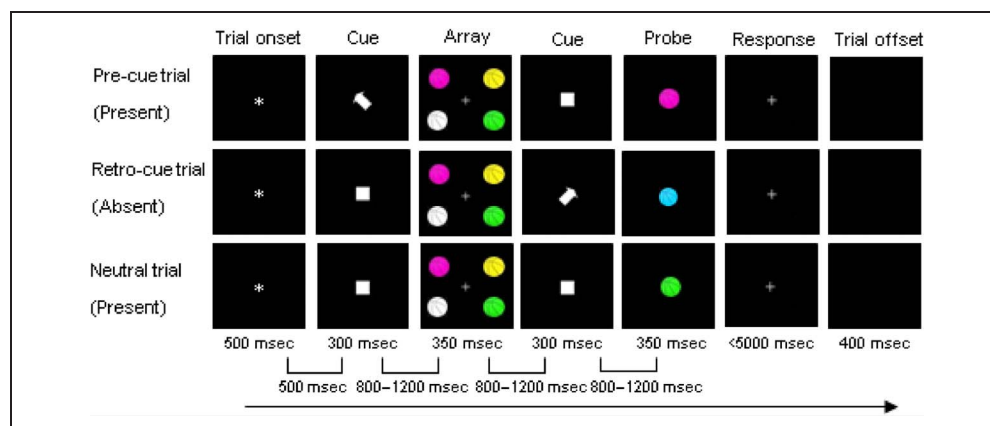 Trial onset Cue Array Cue Probe Response Trial offset
Pre-cue trial
(Present)
*
Retro-cue trial
(Absent)
*
Neutral trial
(Present)
*
500 msec 300 msec 350 msec 300 msec 350 msec <5000 msec 400 msec
500 msec 800–1200 msec 800–1200 msec 800–1200 msec